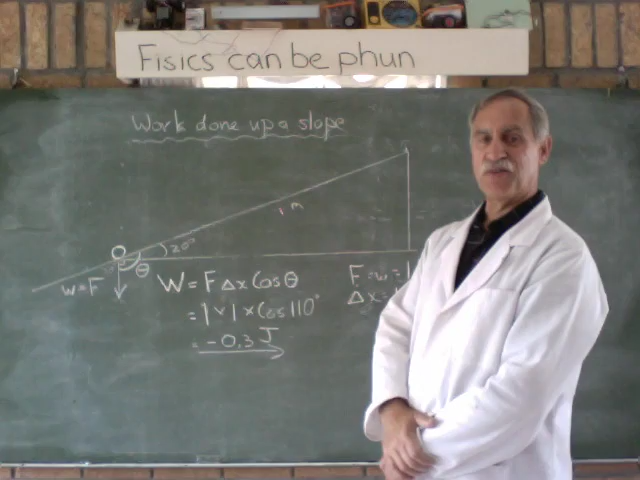 Fisics can be phun
Work done up a slope
1 m
20°
θ
w = F
W = F Δx Cos θ
= 1 × 1 × Cos 110°
= -0,3 J
F = w = 1
Δx = 1